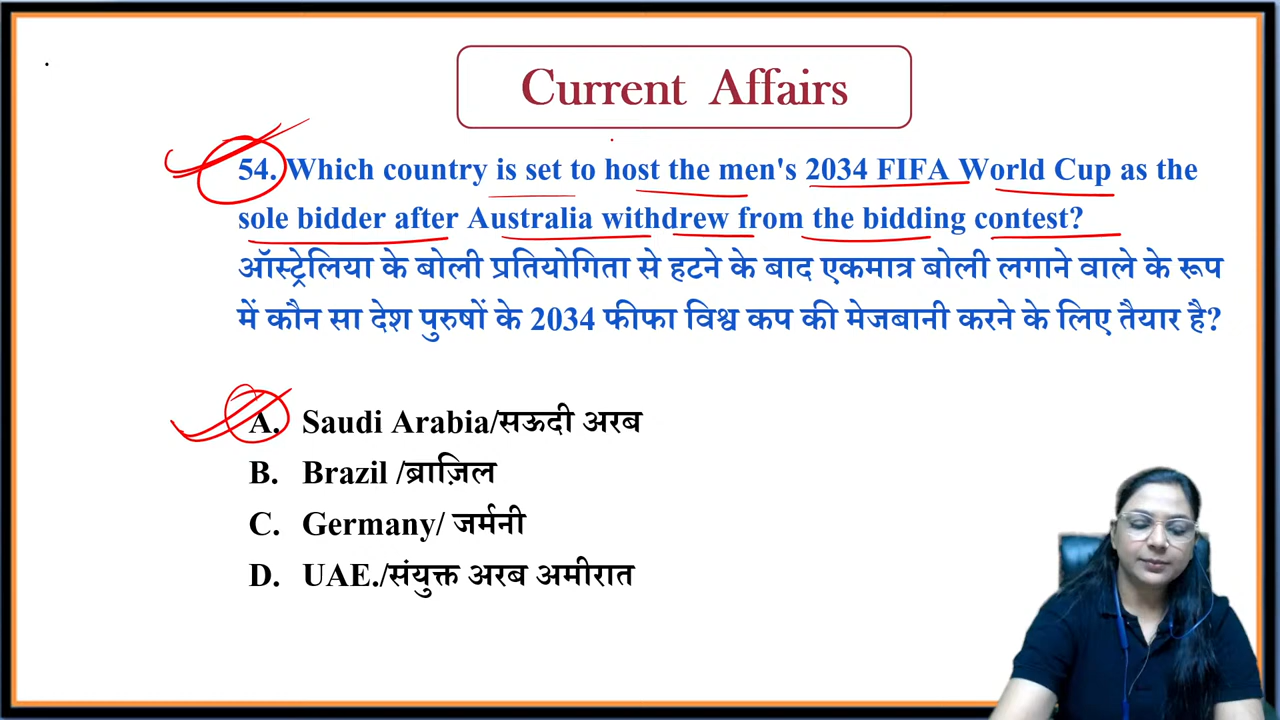 Current Affairs
54. Which country is set to host the men's 2034 FIFA World Cup as the
sole bidder after Australia withdrew from the bidding contest?
ऑस्ट्रेलिया के बोली प्रतियोगिता से हटने के बाद एकमात्र बोली लगाने वाले के रूप
में कौन सा देश पुरुषों के 2034 फीफा विश्व कप की मेजबानी करने के लिए तैयार है?
A. Saudi Arabia/सऊदी अरब
B. Brazil /ब्राज़िल
C. Germany/ जर्मनी
D. UAE./संयुक्त अरब अमीरात